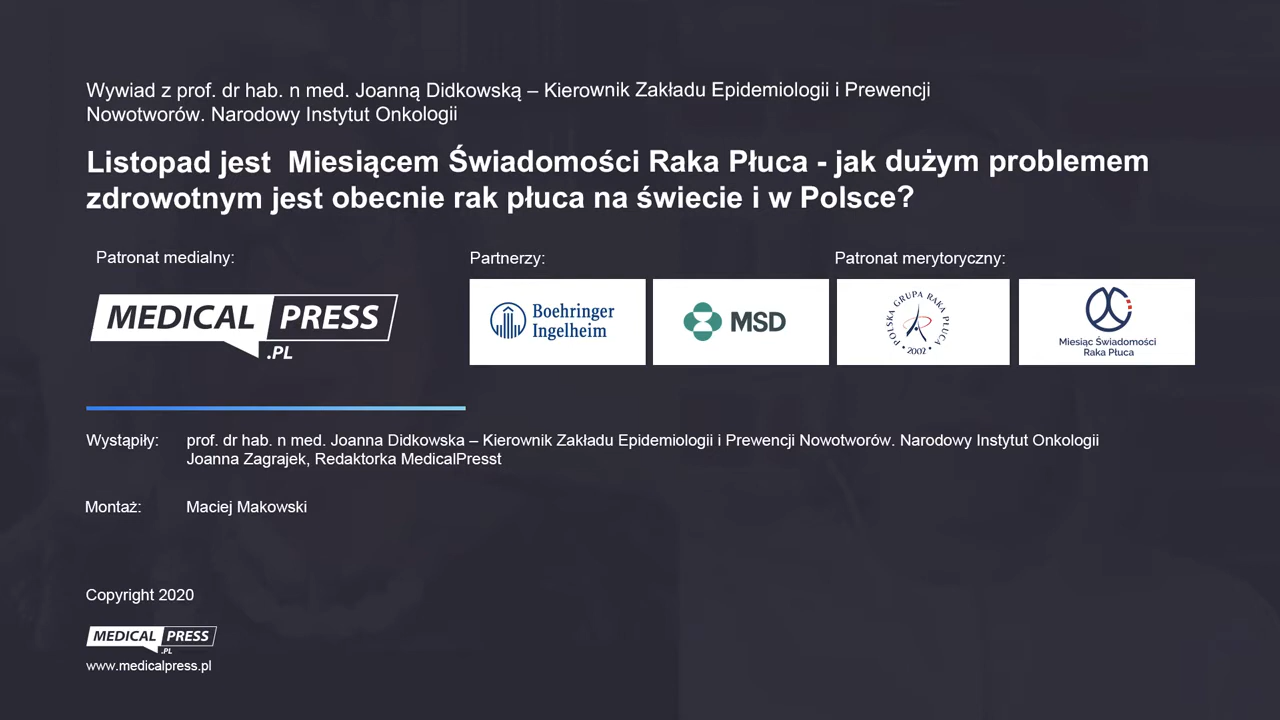 Wywiad z prof. dr hab. n med. Joanną Didkowską – Kierownik Zakładu Epidemiologii i Prewencji
Nowotworów. Narodowy Instytut Onkologii
Listopad jest  Miesiącem Świadomości Raka Płuca - jak dużym problemem
zdrowotnym jest obecnie rak płuca na świecie i w Polsce?
Patronat medialny:
Partnerzy:
Patronat merytoryczny:
MEDICAL PRESS
.PL
Boehringer
Ingelheim
MSD
POLSKA GRUPA RAKA PŁUCA
• 2002 •
Miesiąc Świadomości
Raka Płuca
Wystąpiły: prof. dr hab. n med. Joanna Didkowska – Kierownik Zakładu Epidemiologii i Prewencji Nowotworów. Narodowy Instytut Onkologii
Joanna Zagrajek, Redaktorka MedicalPresst
Montaż: Maciej Makowski
Copyright 2020
MEDICAL PRESS
.PL
www.medicalpress.pl